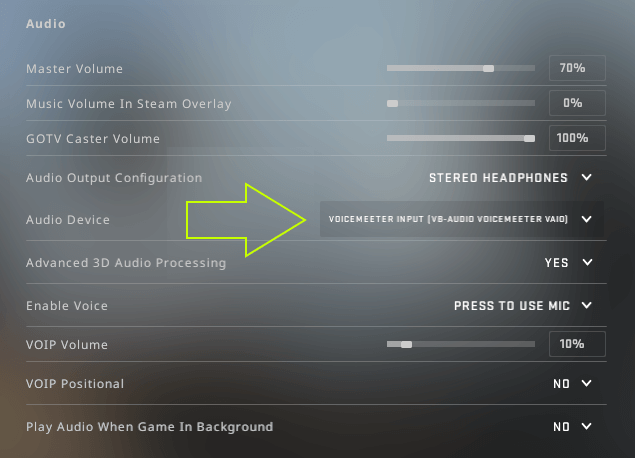 Audio
Master Volume 70%
Music Volume In Steam Overlay 0%
GOTV Caster Volume 100%
Audio Output Configuration STEREO HEADPHONES
Audio Device VOICEMEETER INPUT (VB-AUDIO VOICEMEETER VAIO)
Advanced 3D Audio Processing YES
Enable Voice PRESS TO USE MIC
VOIP Volume 10%
VOIP Positional NO
Play Audio When Game In Background NO